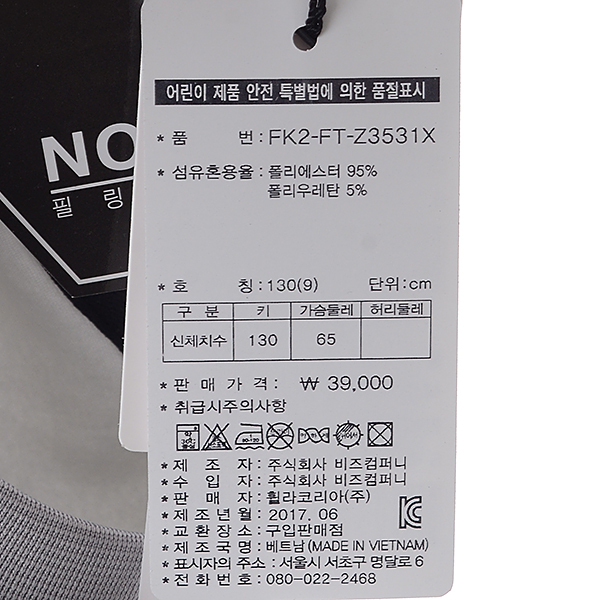 어린이 제품 안전 특별법에 의한 품질표시
* 품 번 : FK2-FT-Z3531X
* 섬유혼용율 : 폴리에스터 95%
폴리우레탄 5%
* 호 칭 : 130(9) 단위 : cm
구 분 키 가슴둘레 허리둘레
신체치수 130 65
* 판 매 가 격 : ₩ 39,000
* 취급시주의사항
* 제 조 자 : 주식회사 비즈컴퍼니
* 수 입 자 : 주식회사 비즈컴퍼니
* 판 매 자 : 휠라코리아(주)
* 제 조 년 월 : 2017. 06
* 교 환 장 소 : 구입판매점
* 제 조 국 명 : 베트남(MADE IN VIETNAM)
* 표시자의 주소 : 서울시 서초구 명달로 6
* 전 화 번 호 : 080-022-2468
NO
필 링